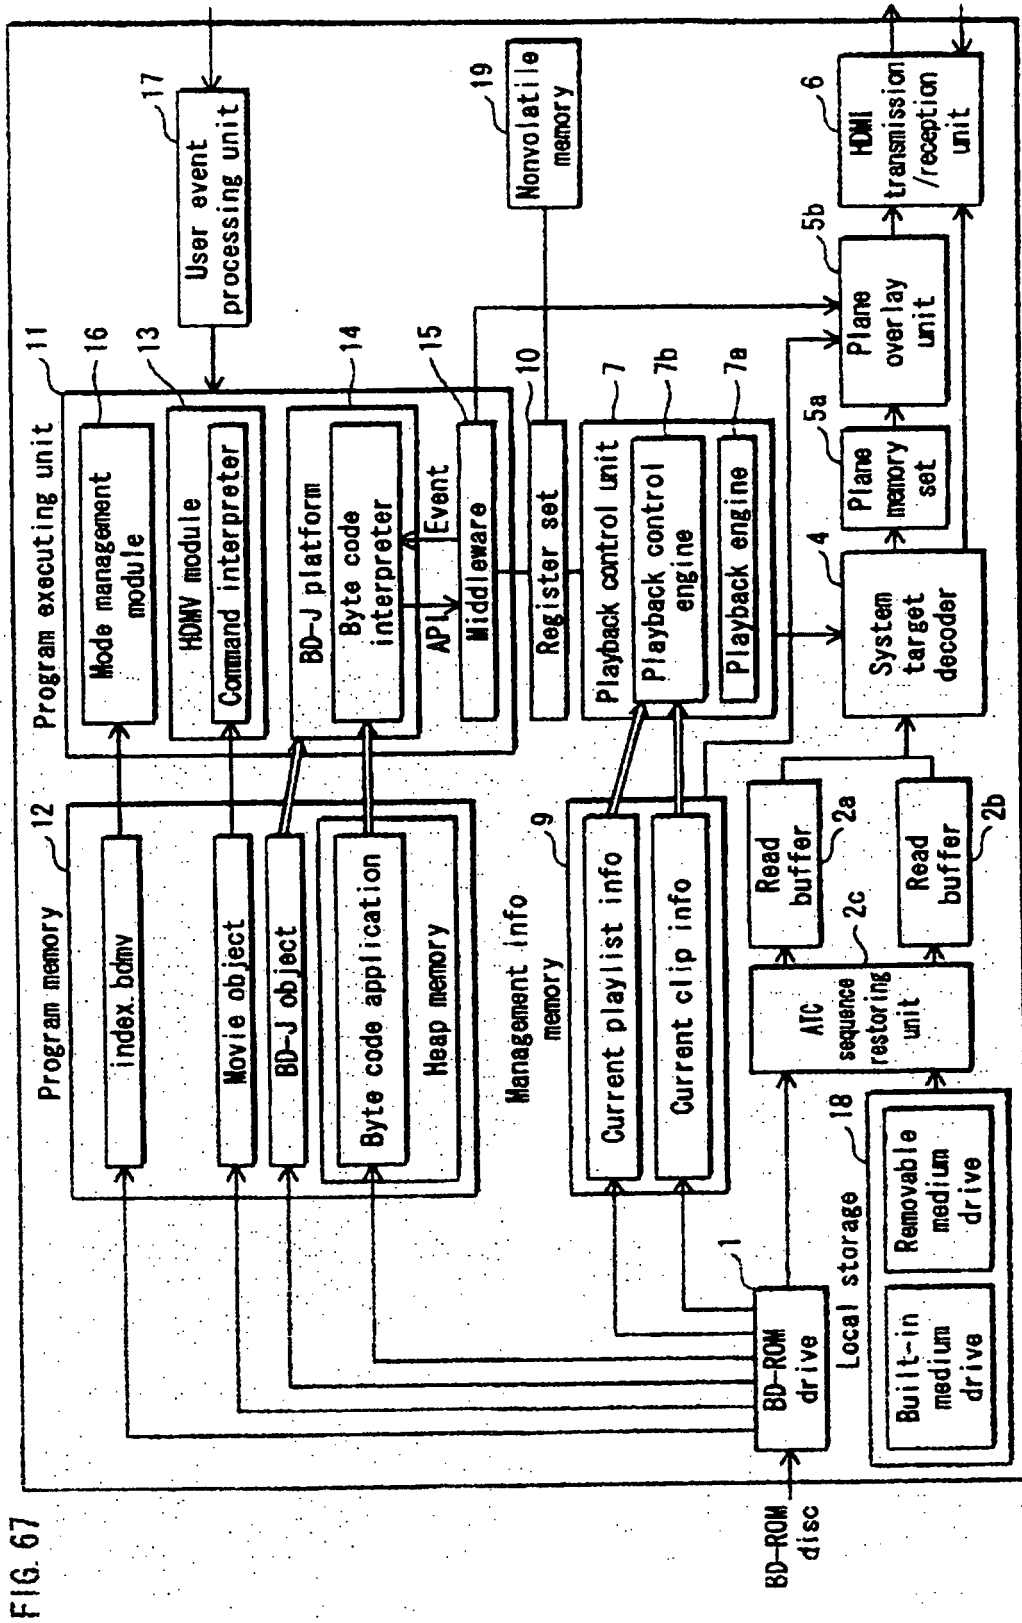 FIG. 67
BD-ROM
disc
1
BD-ROM
drive
Local storage
18
Built-in
medium
drive
Removable
medium
drive
Program memory
12
index.bdmv
Movie object
BD-J object
Byte code application
Heap memory
Management info
memory
9
Current playlist info
Current clip info
ATC
sequence
restoring
unit
2c
Read
buffer
2a
Read
buffer
2b
Program executing unit
11
Mode management
module
16
HDMV module
13
Command interpreter
BD-J platform
14
Byte code
interpreter
API
Event
Middleware
15
Register set
10
Playback control unit
7
Playback control
engine
7b
Playback engine
7a
System
target
decoder
4
Plane
memory
set
5a
Plane
overlay
unit
5b
HDMI
transmission
/reception
unit
6
User event
processing unit
17
Nonvolatile
memory
19